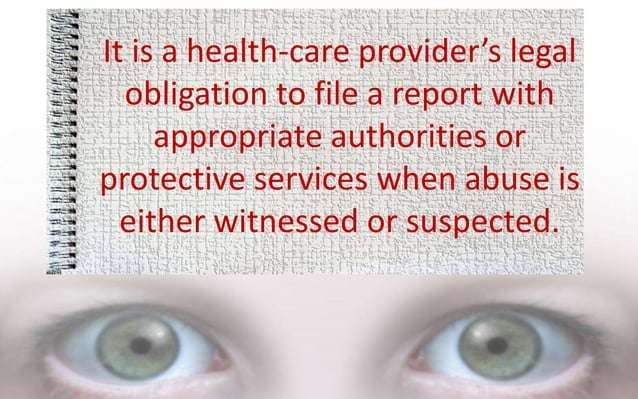 It is a health-care provider’s legal
obligation to file a report with
appropriate authorities or
protective services when abuse is
either witnessed or suspected.